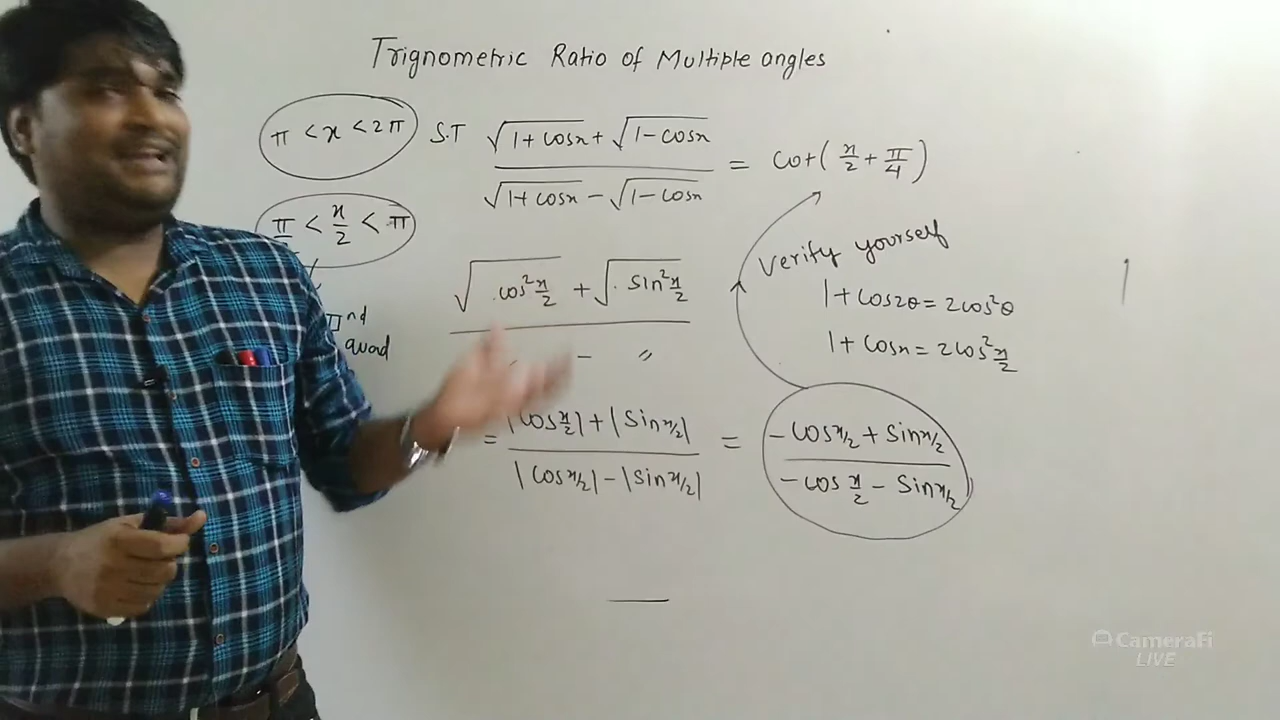 Trignometric Ratio of Multiple angles
π < x < 2π S.T √(1+cosx) + √(1-cosx) / √(1+cosx) - √(1-cosx) = cot(x/2 + π/4)
π/2 < x/2 < π
IInd
quad
verify yourself
√(cos²x/2) + √(sin²x/2)
" - "
1+cos2θ = 2cos²θ
1+cosx = 2cos²x/2
= |cosx/2| + |sinx/2| / |cosx/2| - |sinx/2| = -cosx/2 + sinx/2 / -cosx/2 - sinx/2
CameraFi
LIVE